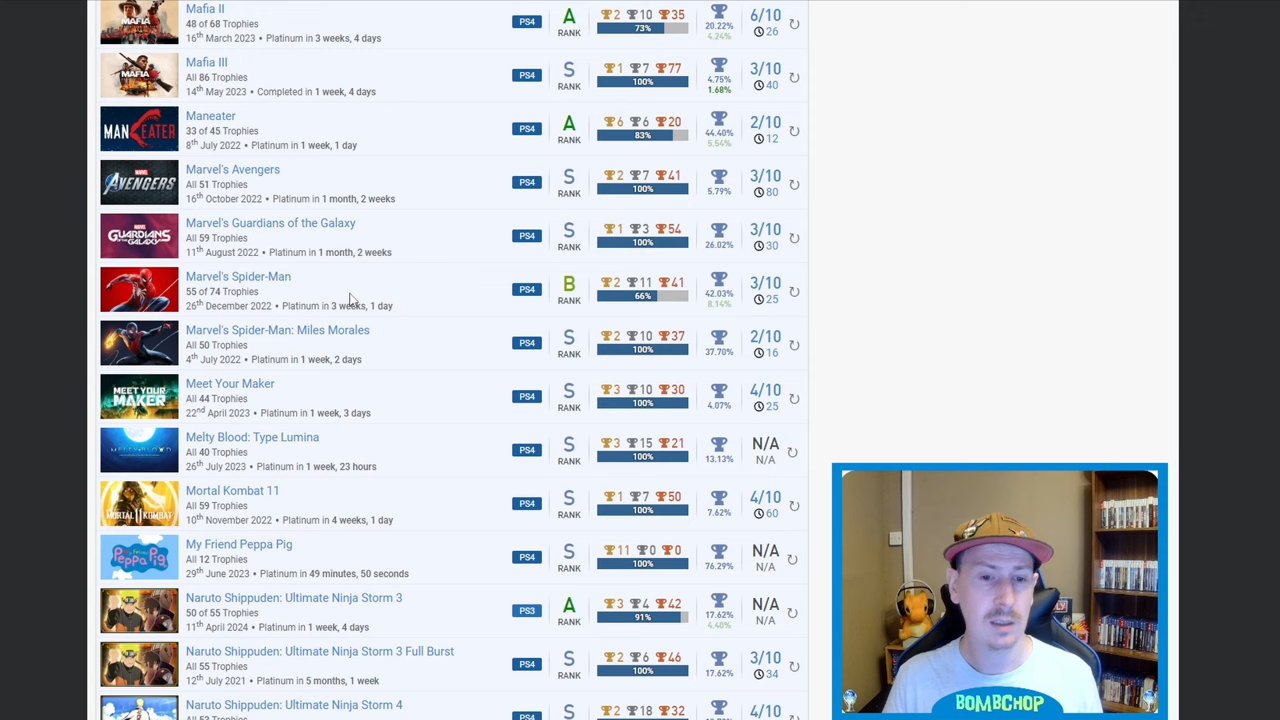 Mafia II
48 of 68 Trophies
16th March 2023 • Platinum in 3 weeks, 4 days
PS4
A
RANK
2 10 35
73%
20.22%
4.24%
6/10
26
MAFIA
Mafia III
All 86 Trophies
14th May 2023 • Completed in 1 week, 4 days
PS4
S
RANK
1 7 77
100%
4.75%
1.68%
3/10
40
MANEATER
Maneater
33 of 45 Trophies
8th July 2022 • Platinum in 1 week, 1 day
PS4
A
RANK
6 6 20
83%
44.40%
5.54%
2/10
12
MARVEL
AVENGERS
Marvel's Avengers
All 51 Trophies
16th October 2022 • Platinum in 1 month, 2 weeks
PS4
S
RANK
2 7 41
100%
5.79%
3/10
80
GUARDIANS
Marvel's Guardians of the Galaxy
All 59 Trophies
11th August 2022 • Platinum in 1 month, 2 weeks
PS4
S
RANK
1 3 54
100%
26.02%
3/10
30
Marvel's Spider-Man
55 of 74 Trophies
26th December 2022 • Platinum in 3 weeks, 1 day
PS4
B
RANK
2 11 41
66%
42.03%
8.14%
3/10
25
Marvel's Spider-Man: Miles Morales
All 50 Trophies
4th July 2022 • Platinum in 1 week, 2 days
PS4
S
RANK
2 10 37
100%
37.70%
2/10
16
MEET YOUR
MAKER
Meet Your Maker
All 44 Trophies
22nd April 2023 • Platinum in 1 week, 3 days
PS4
S
RANK
3 10 30
100%
4.07%
4/10
25
MELTY BLOOD
Melty Blood: Type Lumina
All 40 Trophies
26th July 2023 • Platinum in 1 week, 23 hours
PS4
S
RANK
3 15 21
100%
13.13%
N/A
N/A
MORTAL KOMBAT
Mortal Kombat 11
All 59 Trophies
10th November 2022 • Platinum in 4 weeks, 1 day
PS4
S
RANK
1 7 50
100%
7.62%
4/10
60
Peppa Pig
My Friend Peppa Pig
All 12 Trophies
29th June 2023 • Platinum in 49 minutes, 50 seconds
PS4
S
RANK
11 0 0
100%
76.29%
N/A
N/A
Naruto Shippuden: Ultimate Ninja Storm 3
50 of 55 Trophies
11th April 2024 • Platinum in 1 week, 4 days
PS3
A
RANK
3 4 42
91%
17.62%
4.40%
N/A
N/A
Naruto Shippuden: Ultimate Ninja Storm 3 Full Burst
All 55 Trophies
12th July 2021 • Platinum in 5 months, 1 week
PS4
S
RANK
2 6 46
100%
17.62%
3/10
34
Naruto Shippuden: Ultimate Ninja Storm 4
PS4
S
2 18 32
4/10
BOMBCHOP